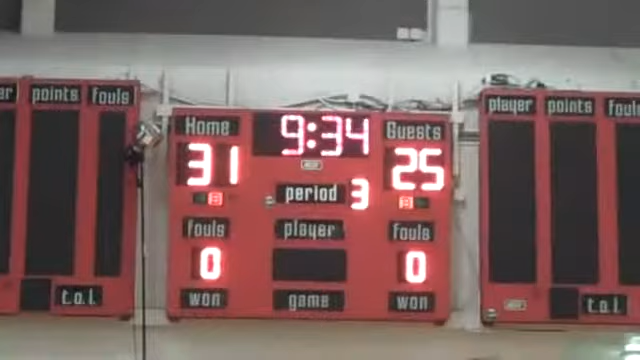 er points fouls
Home 9:34 Guests
31 25
B period 3 B
fouls player fouls
0 0
won game won
t.o.l.
player points fouls
t.o.l.